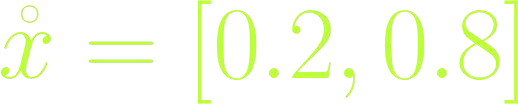 x̊ = [0.2, 0.8]